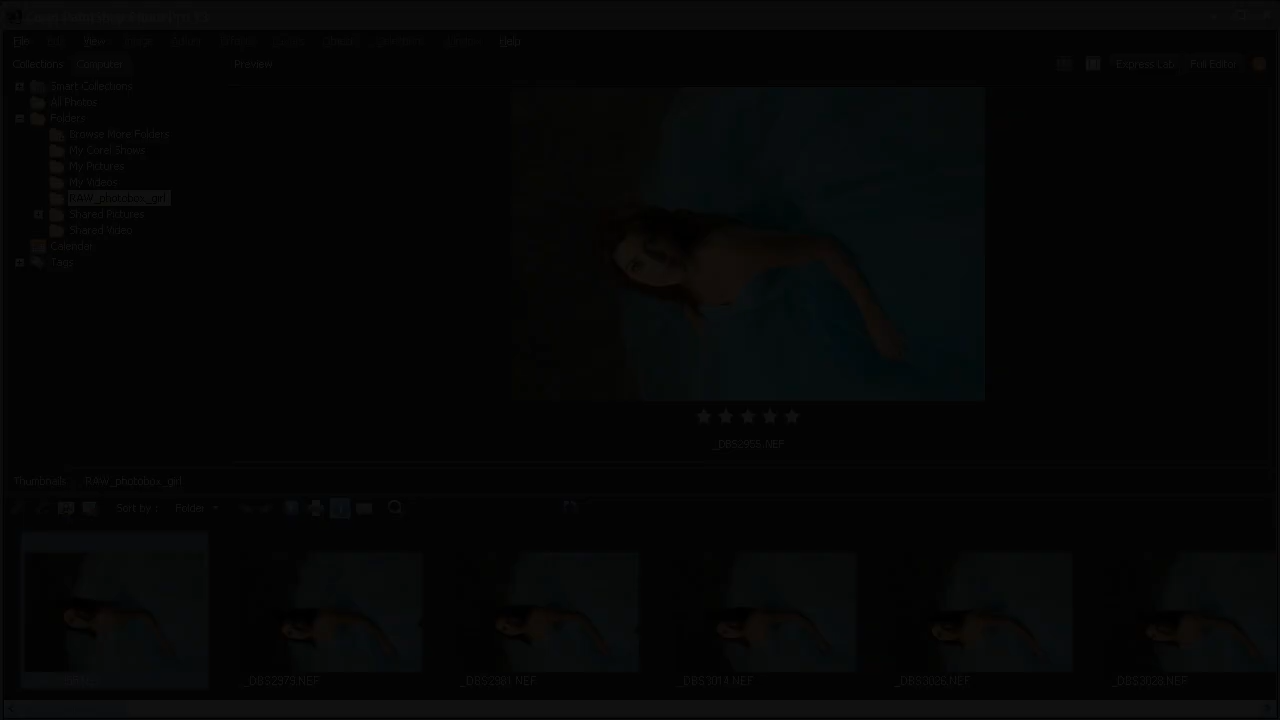 File View Help
Collections Computer Preview Express Lab Full Editor
Smart Collections
All Photos
Folders
Browse More Folders
My Corel Shows
My Pictures
My Videos
RAW_photobox_girl
Shared Pictures
Shared Video
Calendar
Tags
_DBS2956.NEF
Thumbnails RAW_photobox_girl
Sort by : Folder
_DBS2979.NEF _DBS2981.NEF _DBS3014.NEF _DBS3026.NEF _DBS3028.NEF